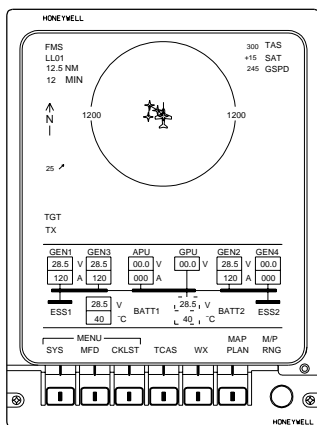 HONEYWELL
FMS
LL01
12.5 NM
12 MIN
300 TAS
+15 SAT
245 GSPD
N
1200 1200
25
TGT
TX
GEN1 GEN3 APU GPU GEN2 GEN4
28.5 28.5 V 00.0 V 00.0 V 28.5 V 00.0 V
120 120 A 000 A 120 A 000 A
ESS1 28.5 V BATT1 28.5 V BATT2 ESS2
40 °C 40 °C
MENU MAP M/P
SYS MFD CKLST TCAS WX PLAN RNG
HONEYWELL